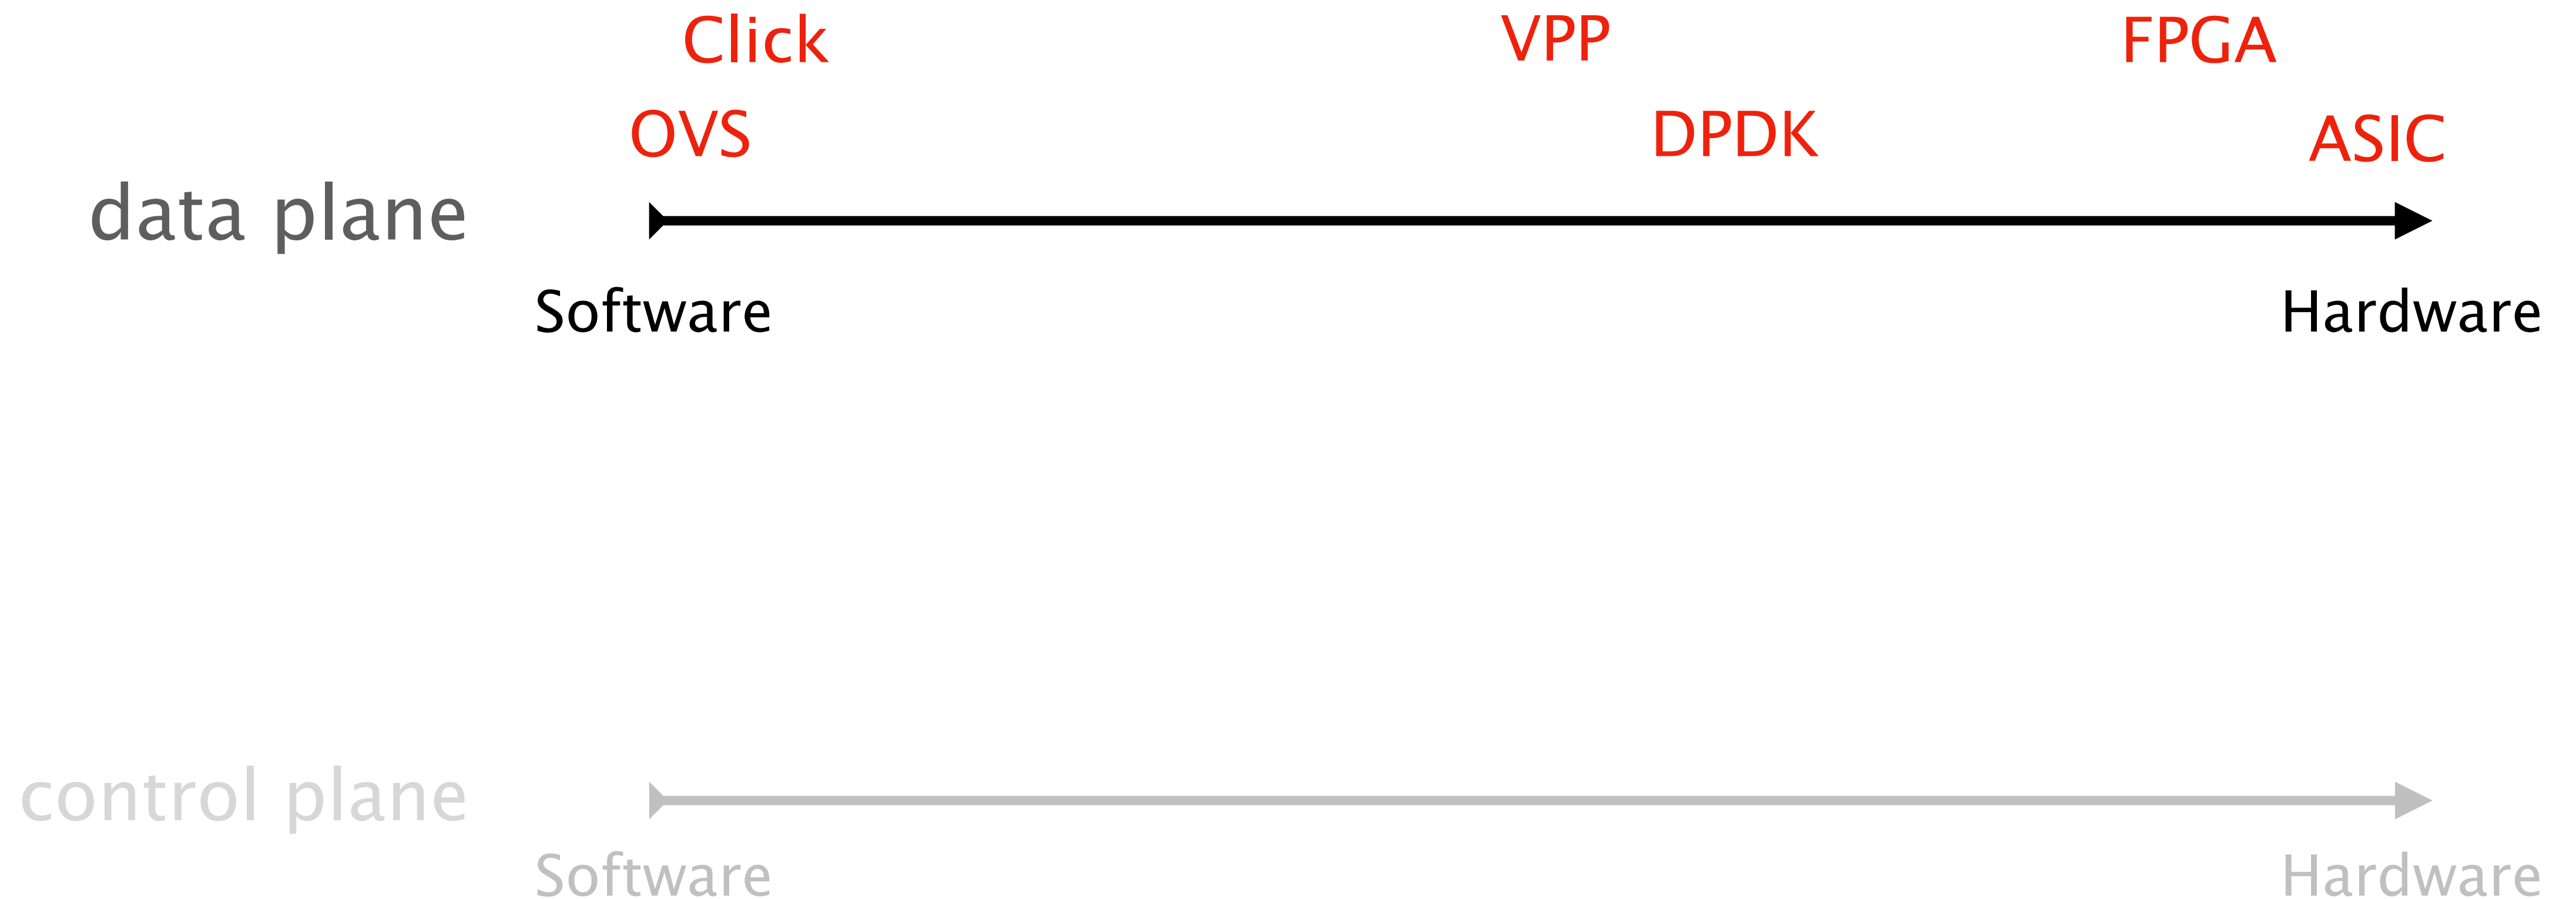 Click VPP FPGA
OVS DPDK ASIC
data plane
Software Hardware
control plane
Software Hardware